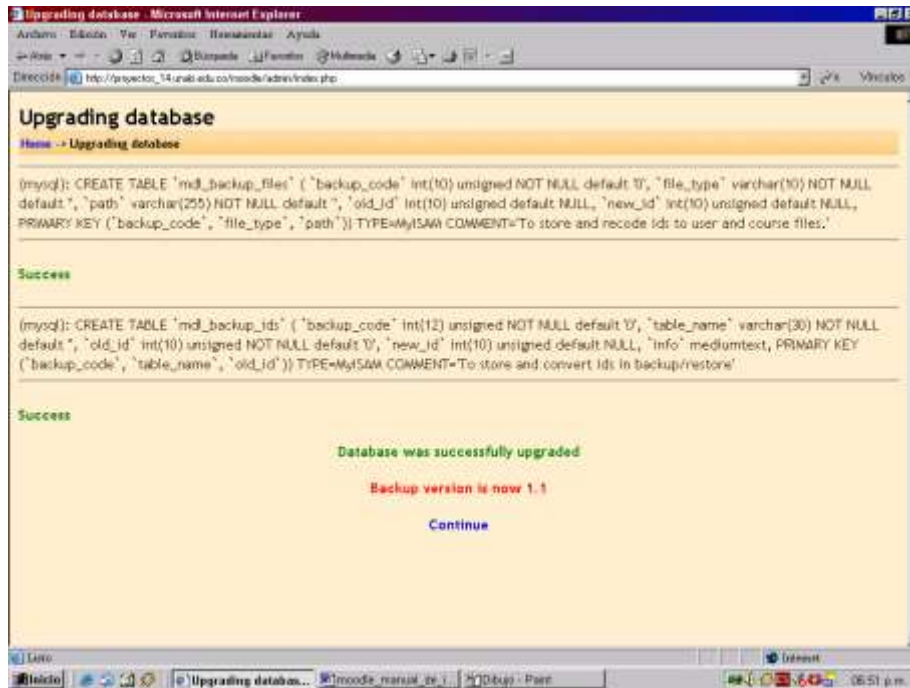 Upgrading database - Microsoft Internet Explorer
Archivo Edición Ver Favoritos Herramientas Ayuda
Atrás Búsqueda Favoritos Multimedia
Dirección http://proyectos_14.unab.edu.co/moodle/admin/index.php Ir Vínculos
Upgrading database
Home -> Upgrading database
(mysql): CREATE TABLE `mdl_backup_files` ( `backup_code` int(10) unsigned NOT NULL default '0', `file_type` varchar(10) NOT NULL
default '', `path` varchar(255) NOT NULL default '', `old_id` int(10) unsigned default NULL, `new_id` int(10) unsigned default NULL,
PRIMARY KEY (`backup_code`, `file_type`, `path`)) TYPE=MyISAM COMMENT='To store and recode ids to user and course files.'
Success
(mysql): CREATE TABLE `mdl_backup_ids` ( `backup_code` int(12) unsigned NOT NULL default '0', `table_name` varchar(30) NOT NULL
default '', `old_id` int(10) unsigned NOT NULL default '0', `new_id` int(10) unsigned default NULL, `info` mediumtext, PRIMARY KEY
(`backup_code`, `table_name`, `old_id`)) TYPE=MyISAM COMMENT='To store and convert ids in backup/restore'
Success
Database was successfully upgraded
Backup version is now 1.1
Continue
Listo Internet
Inicio Upgrading databas... moodle_manual_de_i... Dibujo - Paint 06:51 p.m.